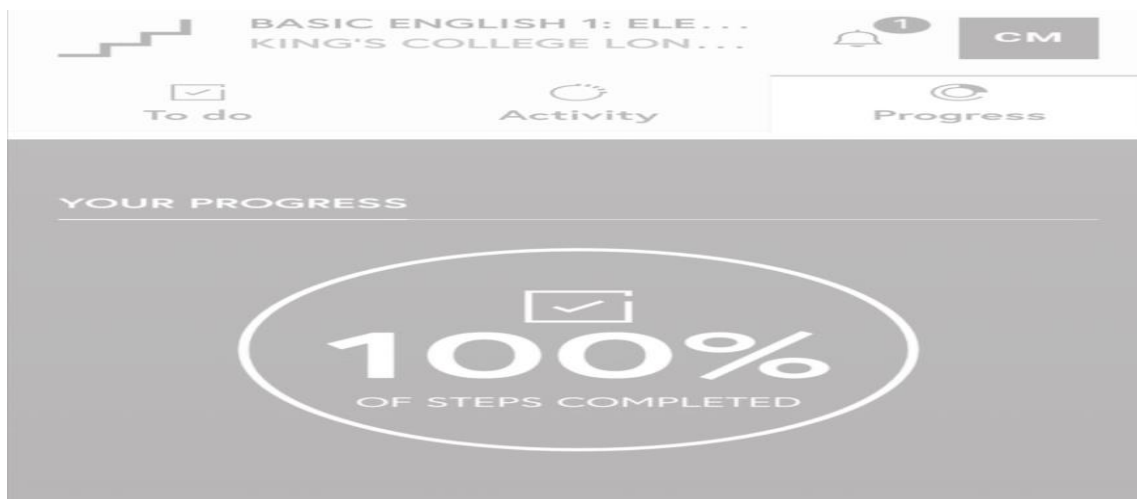 BASIC ENGLISH 1: ELE...
KING'S COLLEGE LON...
1
CM
To do
Activity
Progress
YOUR PROGRESS
100%
OF STEPS COMPLETED